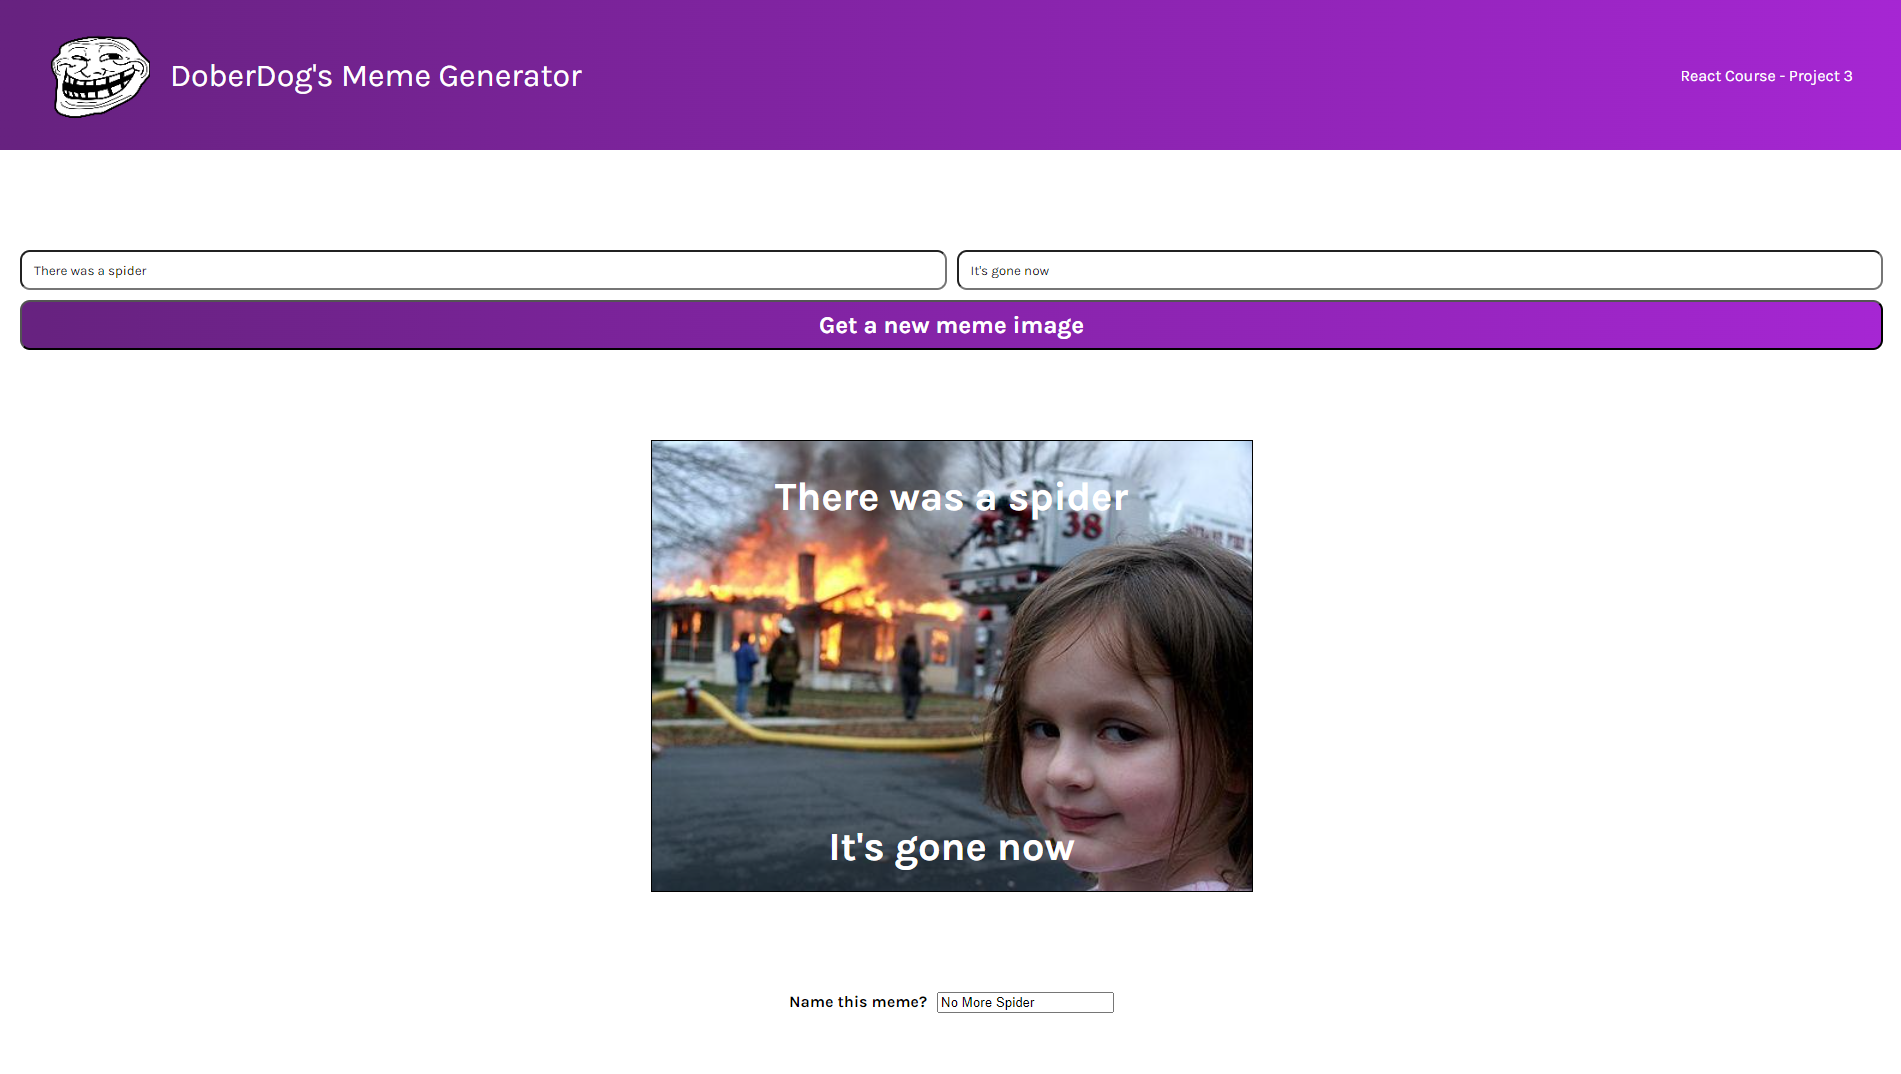 DoberDog's Meme Generator
React Course - Project 3
There was a spider
It's gone now
Get a new meme image
There was a spider
38
It's gone now
Name this meme? No More Spider